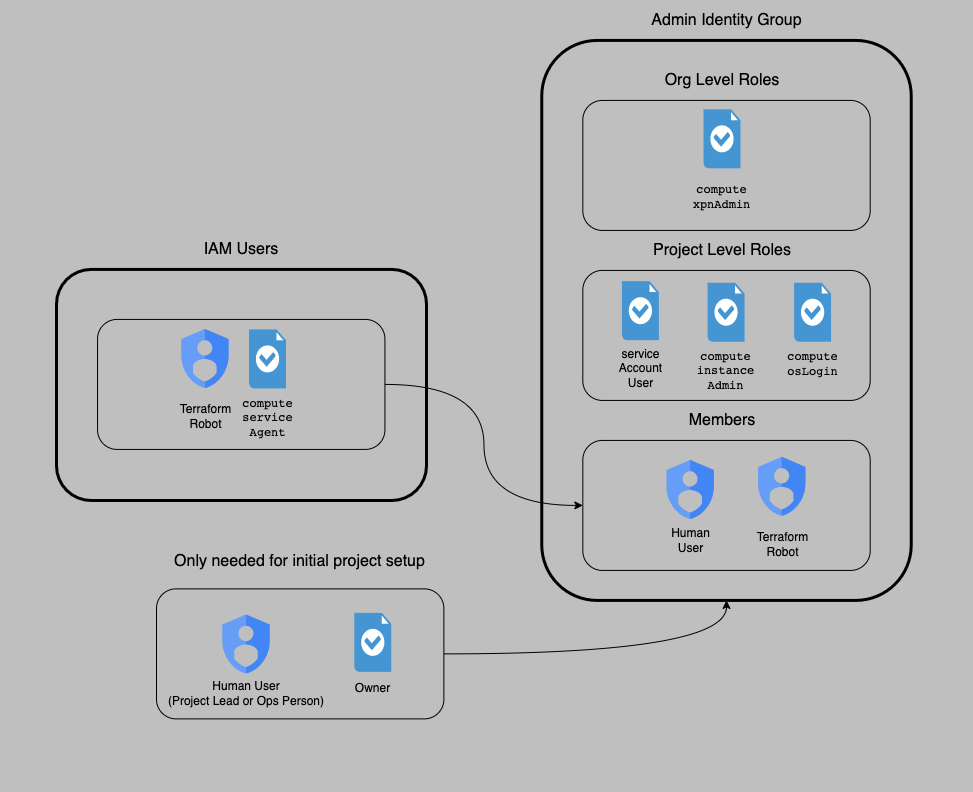 Admin Identity Group
Org Level Roles
compute
xpnAdmin
Project Level Roles
service
Account
User
compute
instance
Admin
compute
osLogin
Members
Human
User
Terraform
Robot
IAM Users
Terraform
Robot
compute
service
Agent
Only needed for initial project setup
Human User
(Project Lead or Ops Person)
Owner